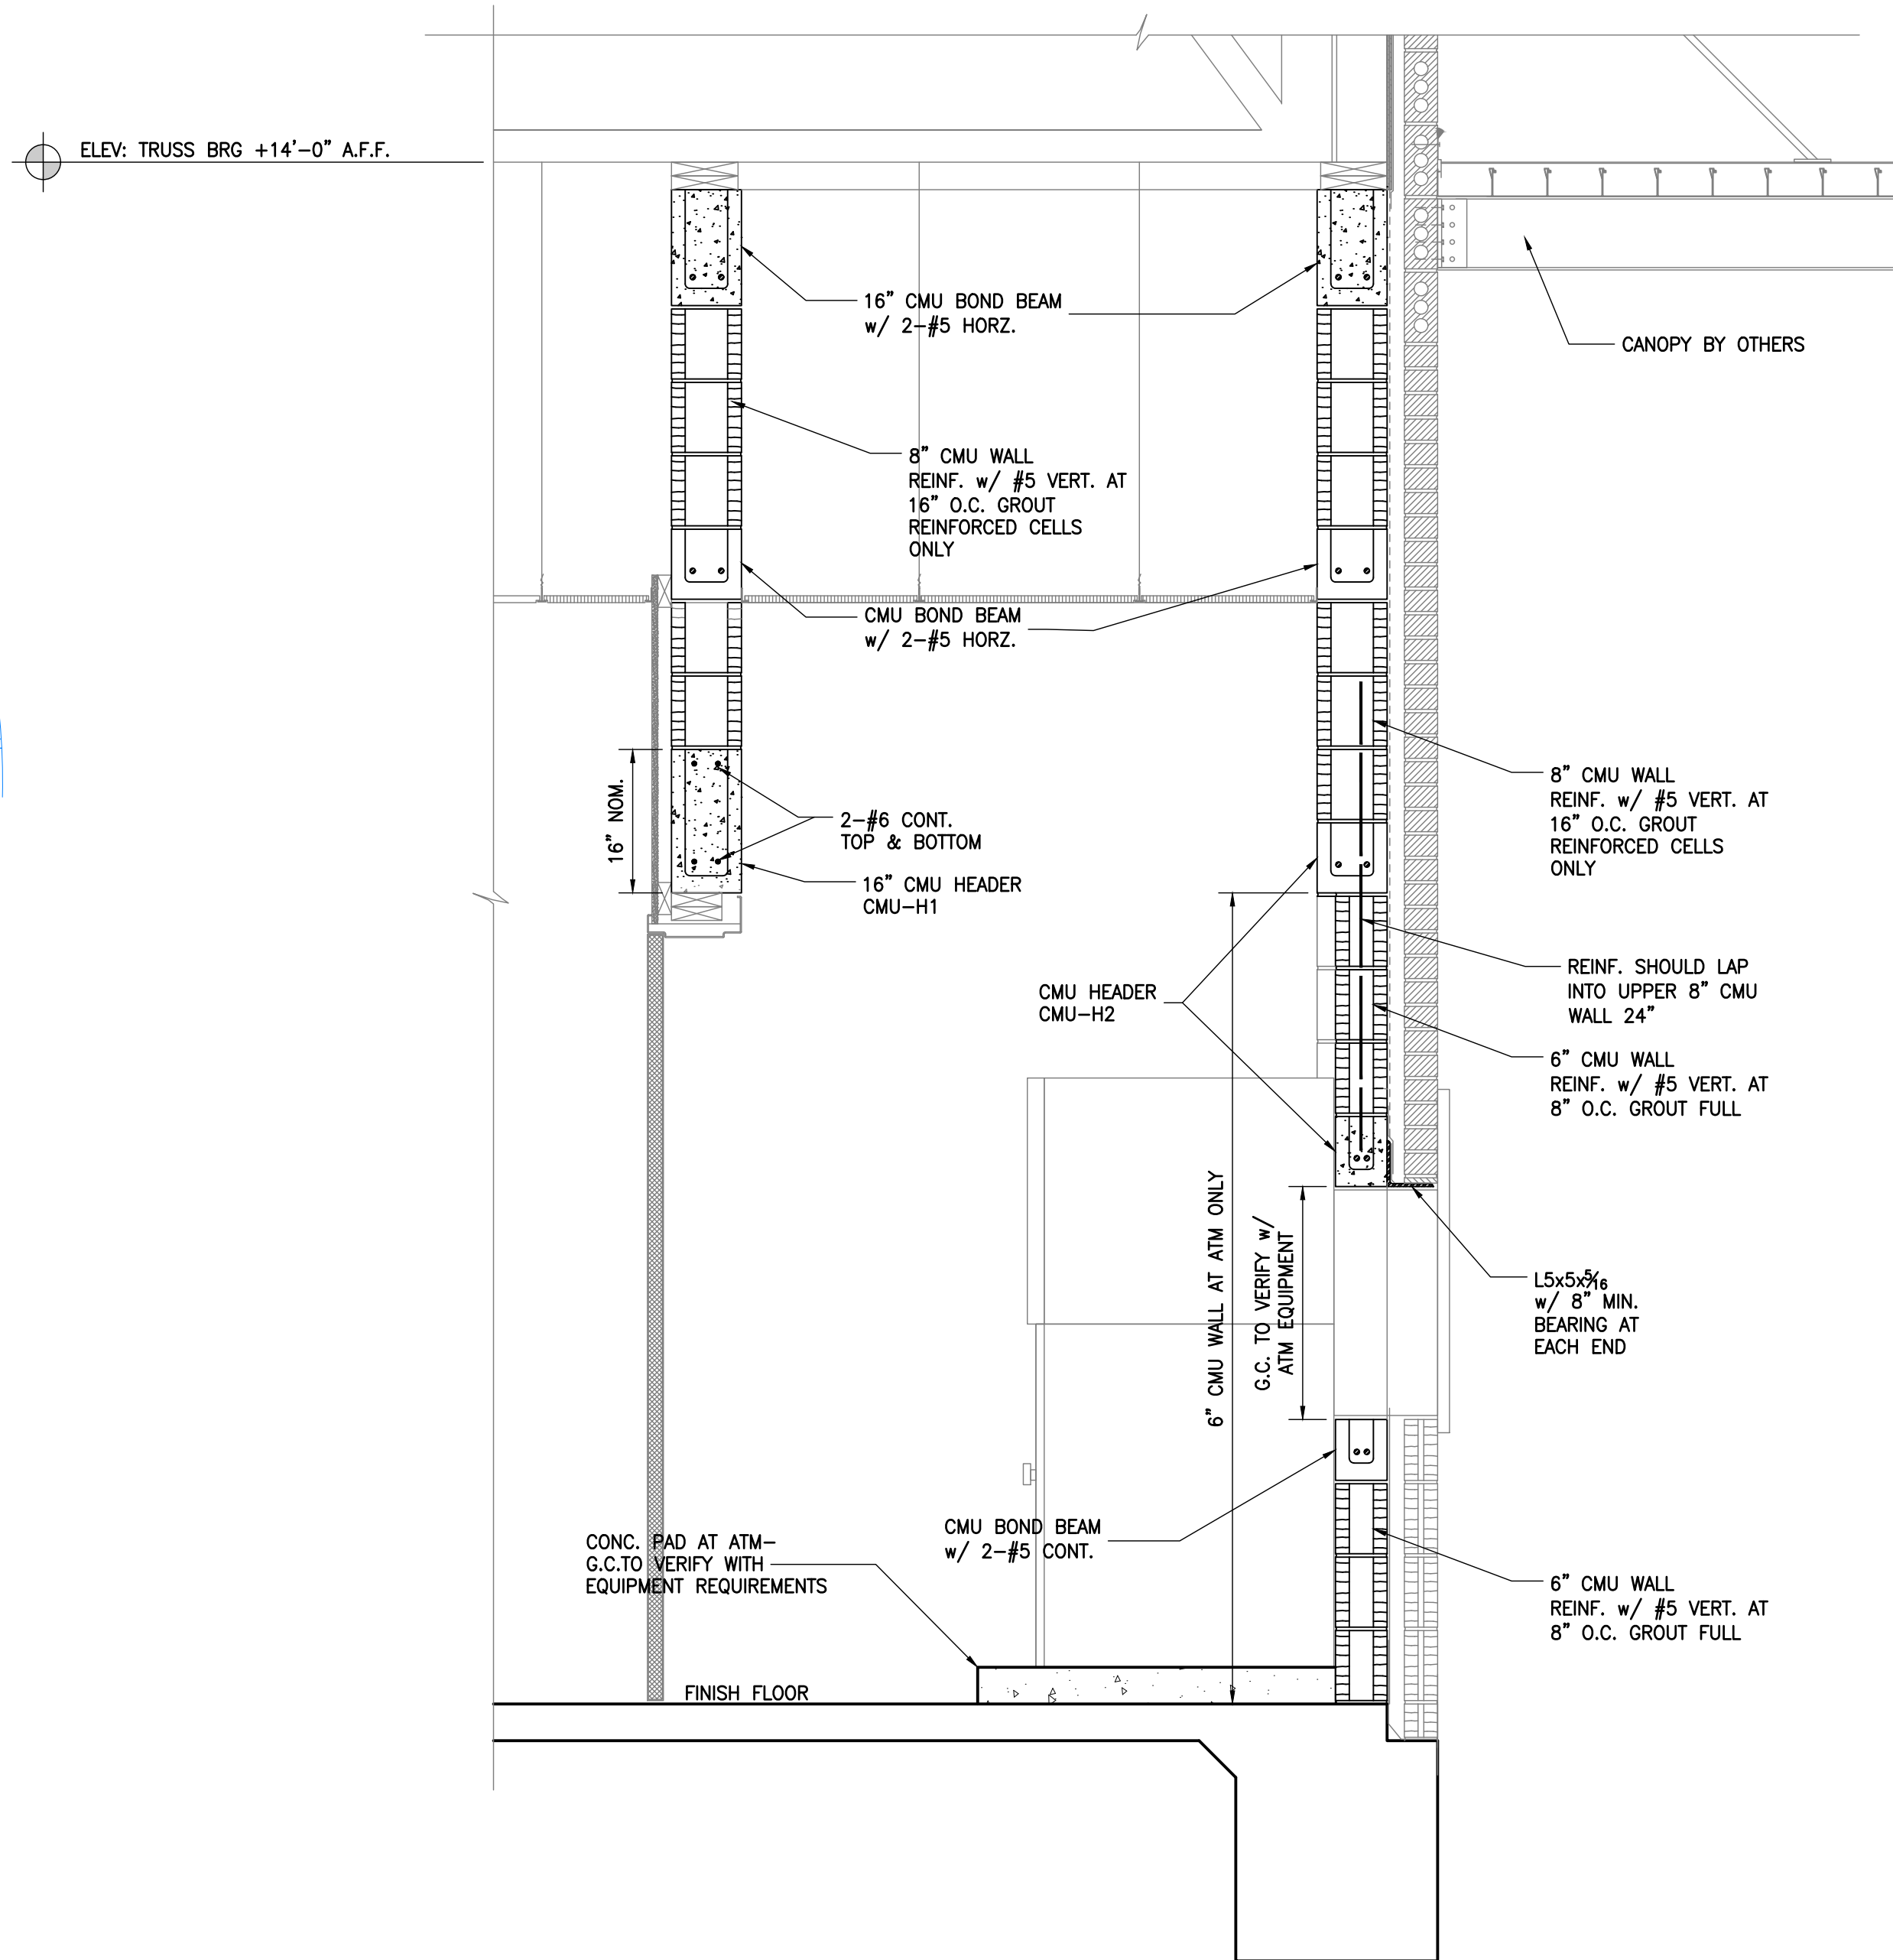 ELEV: TRUSS BRG +14'-0" A.F.F.
16" CMU BOND BEAM
w/ 2-#5 HORZ.
CANOPY BY OTHERS
8" CMU WALL
REINF. w/ #5 VERT. AT
16" O.C. GROUT
REINFORCED CELLS
ONLY
CMU BOND BEAM
w/ 2-#5 HORZ.
16" NOM.
2-#6 CONT.
TOP & BOTTOM
16" CMU HEADER
CMU-H1
8" CMU WALL
REINF. w/ #5 VERT. AT
16" O.C. GROUT
REINFORCED CELLS
ONLY
CMU HEADER
CMU-H2
REINF. SHOULD LAP
INTO UPPER 8" CMU
WALL 24"
6" CMU WALL
REINF. w/ #5 VERT. AT
8" O.C. GROUT FULL
6" CMU WALL AT ATM ONLY
G.C. TO VERIFY w/
ATM EQUIPMENT
L5x5x5/16
w/ 8" MIN.
BEARING AT
EACH END
CMU BOND BEAM
w/ 2-#5 CONT.
CONC. PAD AT ATM-
G.C.TO VERIFY WITH
EQUIPMENT REQUIREMENTS
6" CMU WALL
REINF. w/ #5 VERT. AT
8" O.C. GROUT FULL
FINISH FLOOR